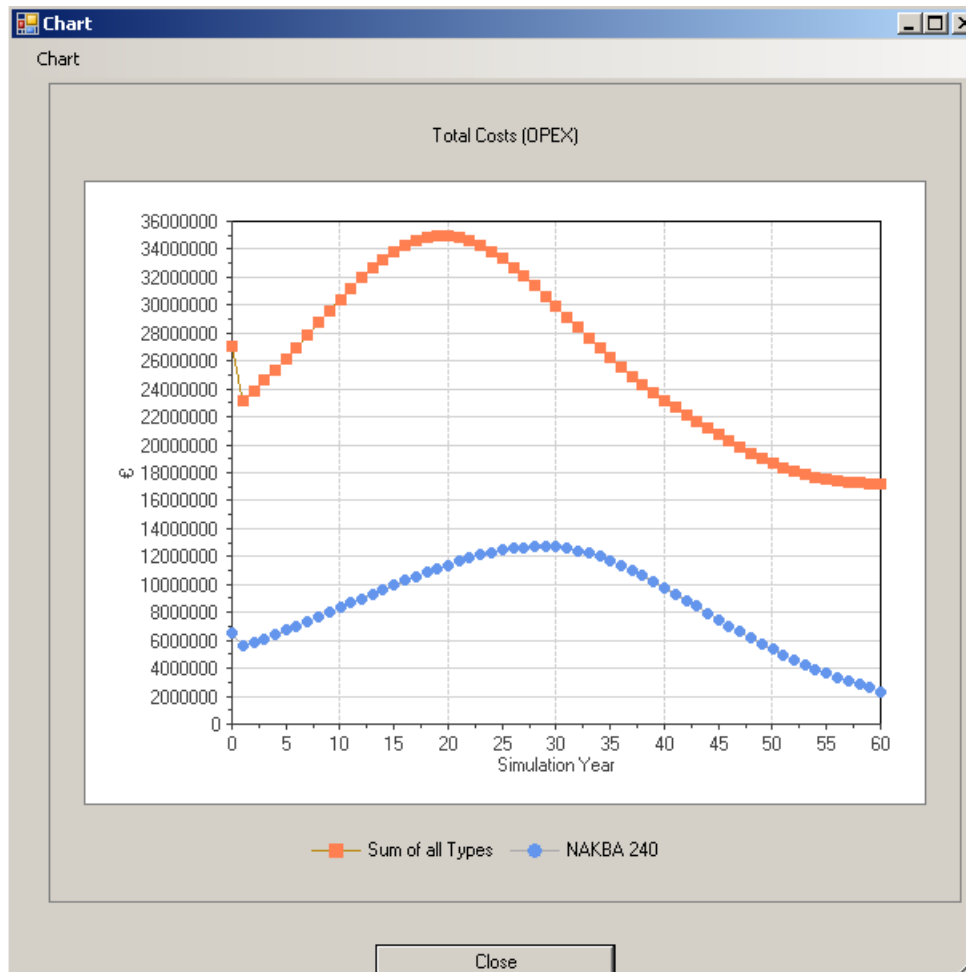 Chart
Chart
Total Costs (OPEX)
36000000
34000000
32000000
30000000
28000000
26000000
24000000
22000000
20000000
18000000
16000000
14000000
12000000
10000000
8000000
6000000
4000000
2000000
0
€
0 5 10 15 20 25 30 35 40 45 50 55 60
Simulation Year
Sum of all Types NAKBA 240
Close